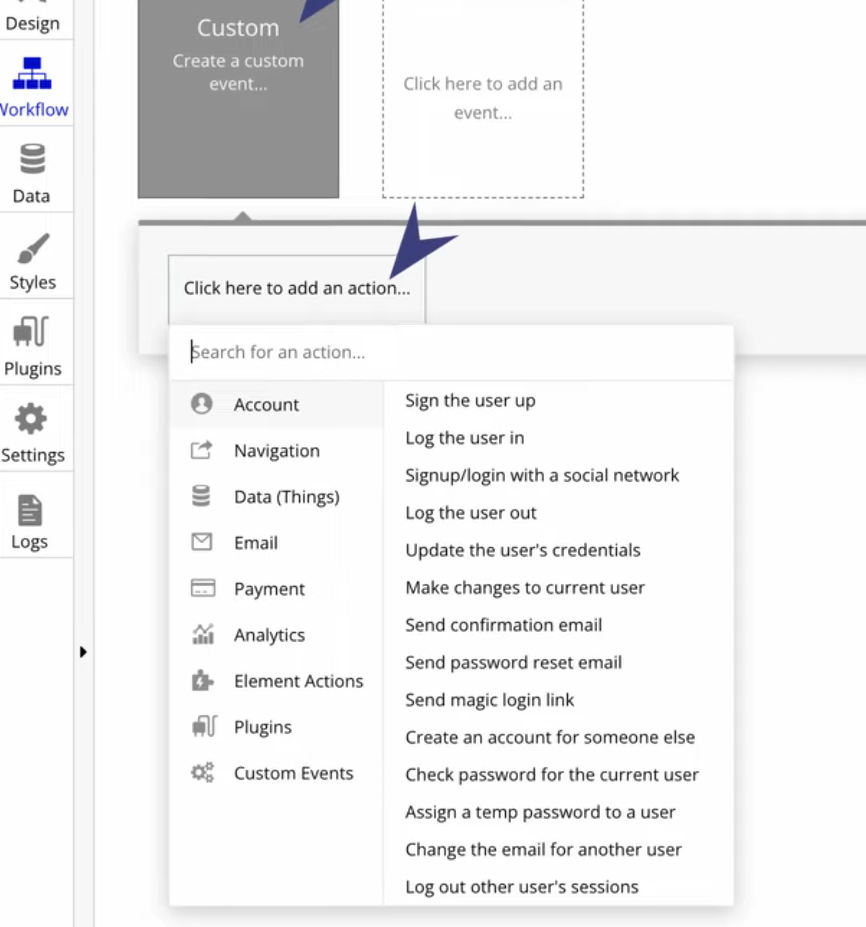 Design
Workflow
Data
Styles
Plugins
Settings
Logs
Custom
Create a custom
event...
Click here to add an
event...
Click here to add an action...
Search for an action...
Account
Navigation
Data (Things)
Email
Payment
Analytics
Element Actions
Plugins
Custom Events
Sign the user up
Log the user in
Signup/login with a social network
Log the user out
Update the user's credentials
Make changes to current user
Send confirmation email
Send password reset email
Send magic login link
Create an account for someone else
Check password for the current user
Assign a temp password to a user
Change the email for another user
Log out other user's sessions